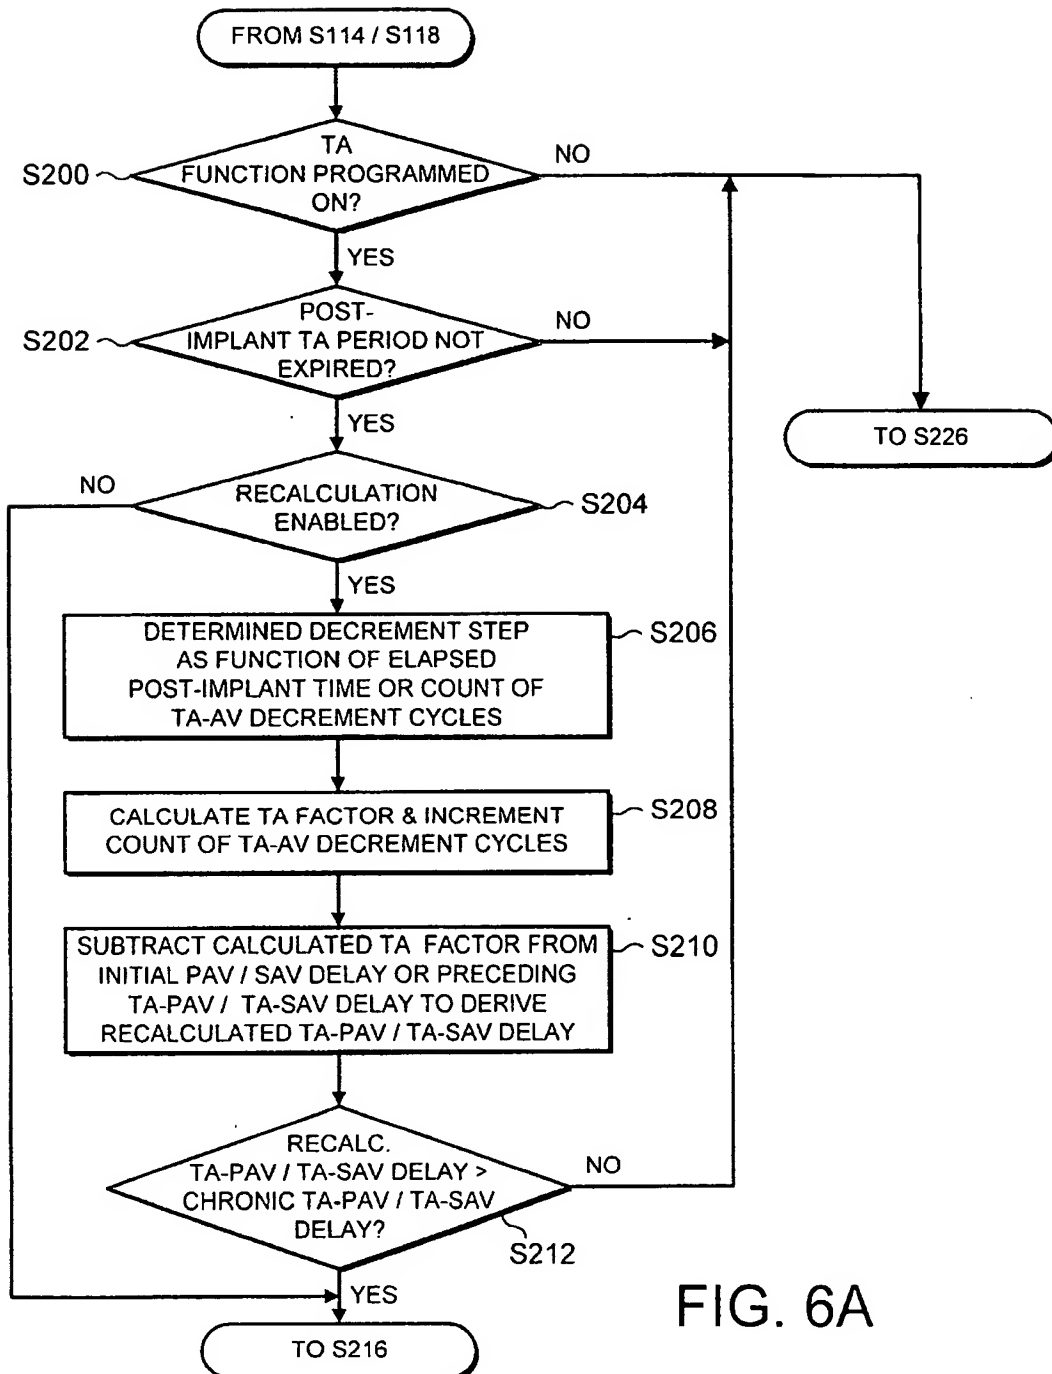 FROM S114 / S118
TA
FUNCTION PROGRAMMED
ON?
S200
NO
YES
POST-
IMPLANT TA PERIOD NOT
EXPIRED?
S202
NO
TO S226
YES
NO
RECALCULATION
ENABLED?
S204
YES
DETERMINED DECREMENT STEP
AS FUNCTION OF ELAPSED
POST-IMPLANT TIME OR COUNT OF
TA-AV DECREMENT CYCLES
S206
CALCULATE TA FACTOR & INCREMENT
COUNT OF TA-AV DECREMENT CYCLES
S208
SUBTRACT CALCULATED TA FACTOR FROM
INITIAL PAV / SAV DELAY OR PRECEDING
TA-PAV / TA-SAV DELAY TO DERIVE
RECALCULATED TA-PAV / TA-SAV DELAY
S210
RECALC.
TA-PAV / TA-SAV DELAY >
CHRONIC TA-PAV / TA-SAV
DELAY?
NO
S212
YES
TO S216
FIG. 6A